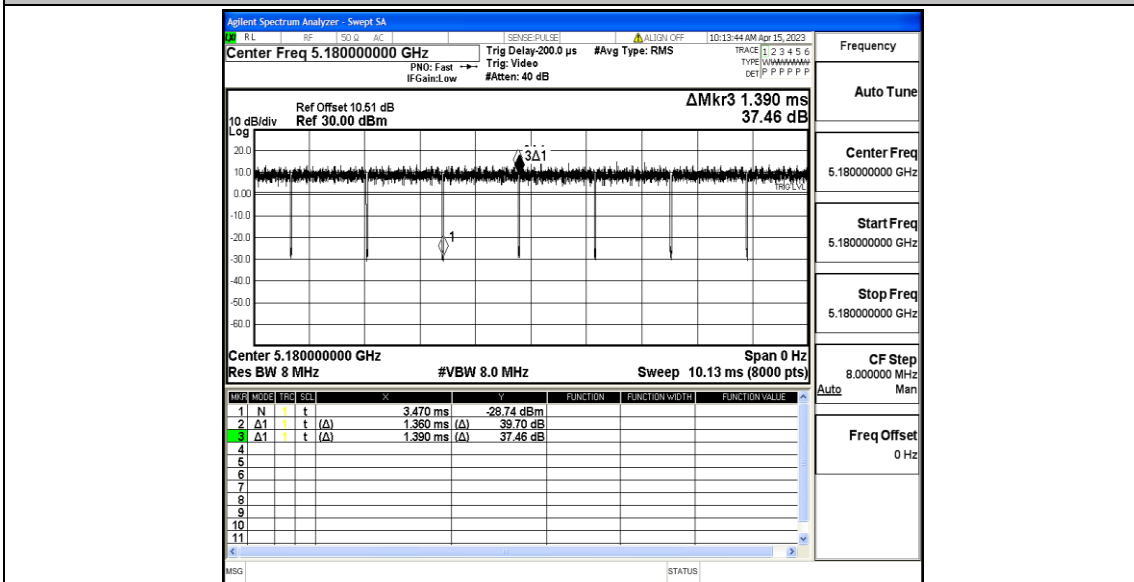 Agilent Spectrum Analyzer - Swept SA
LXI RL RF 50 Ω AC SENSE:PULSE ALIGN OFF 10:13:44 AM Apr 15, 2023
Center Freq 5.180000000 GHz
PNO: Fast
IFGain:Low
Trig Delay-200.0 µs
Trig: Video
#Atten: 40 dB
#Avg Type: RMS
TRACE 1 2 3 4 5 6
TYPE WWWWWW
DET P P P P P P
ΔMkr3 1.390 ms
37.46 dB
Ref Offset 10.51 dB
10 dB/div Ref 30.00 dBm
Log
20.0
10.0
0.00
-10.0
-20.0
-30.0
-40.0
-50.0
-60.0
3Δ1
1
TRIG LVL
Center 5.180000000 GHz Span 0 Hz
Res BW 8 MHz #VBW 8.0 MHz Sweep 10.13 ms (8000 pts)
MKR MODE TRC SCL X Y FUNCTION FUNCTION WIDTH FUNCTION VALUE
1 N 1 t 3.470 ms -28.74 dBm
2 Δ1 1 t (Δ) 1.360 ms (Δ) 39.70 dB
3 Δ1 1 t (Δ) 1.390 ms (Δ) 37.46 dB
4
5
6
7
8
9
10
11
MSG STATUS
Frequency
Auto Tune
Center Freq
5.180000000 GHz
Start Freq
5.180000000 GHz
Stop Freq
5.180000000 GHz
CF Step
8.000000 MHz
Auto Man
Freq Offset
0 Hz